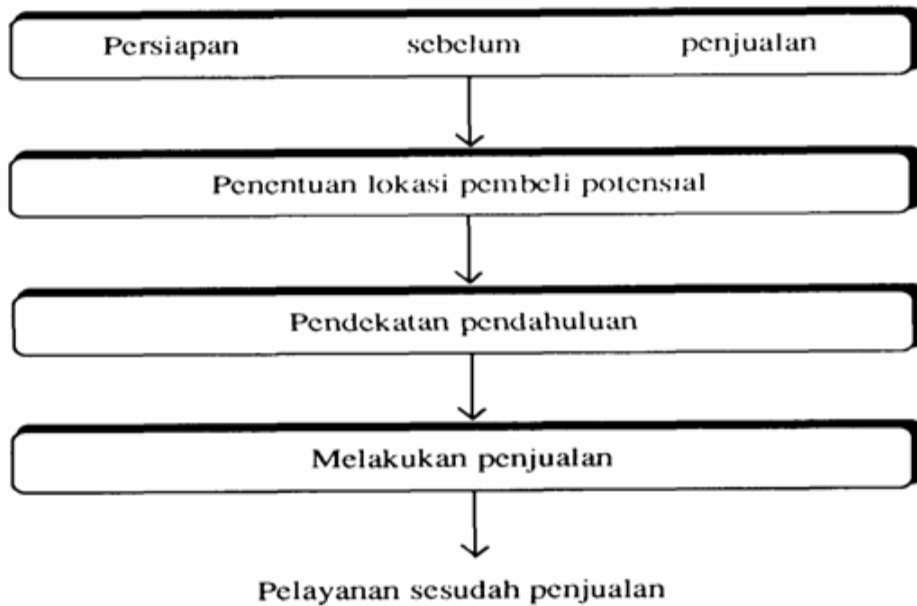 Persiapan sebelum penjualan
Penentuan lokasi pembeli potensial
Pendekatan pendahuluan
Melakukan penjualan
Pelayanan sesudah penjualan